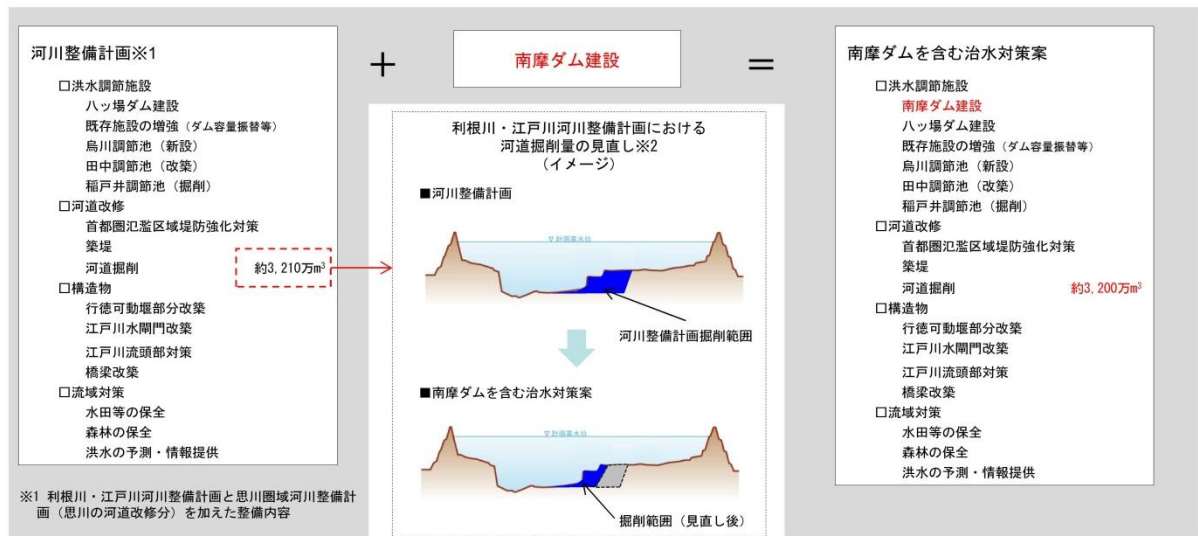 河川整備計画※1
□洪水調節施設
八ッ場ダム建設
既存施設の増強（ダム容量振替等）
烏川調節池（新設）
田中調節池（改築）
稲戸井調節池（掘削）
□河道改修
首都圏氾濫区域堤防強化対策
築堤
河道掘削 約3,210万m³
□構造物
行徳可動堰部分改築
江戸川水閘門改築
江戸川流頭部対策
橋梁改築
□流域対策
水田等の保全
森林の保全
洪水の予測・情報提供
※1 利根川・江戸川河川整備計画と思川圏域河川整備計
画（思川の河道改修分）を加えた整備内容
＋
南摩ダム建設
＝
利根川・江戸川河川整備計画における
河道掘削量の見直し※2
（イメージ）
■河川整備計画
▽計画高水位
河川整備計画掘削範囲
■南摩ダムを含む治水対策案
▽計画高水位
掘削範囲（見直し後）
南摩ダムを含む治水対策案
□洪水調節施設
南摩ダム建設
八ッ場ダム建設
既存施設の増強（ダム容量振替等）
烏川調節池（新設）
田中調節池（改築）
稲戸井調節池（掘削）
□河道改修
首都圏氾濫区域堤防強化対策
築堤
河道掘削 約3,200万m³
□構造物
行徳可動堰部分改築
江戸川水閘門改築
江戸川流頭部対策
橋梁改築
□流域対策
水田等の保全
森林の保全
洪水の予測・情報提供